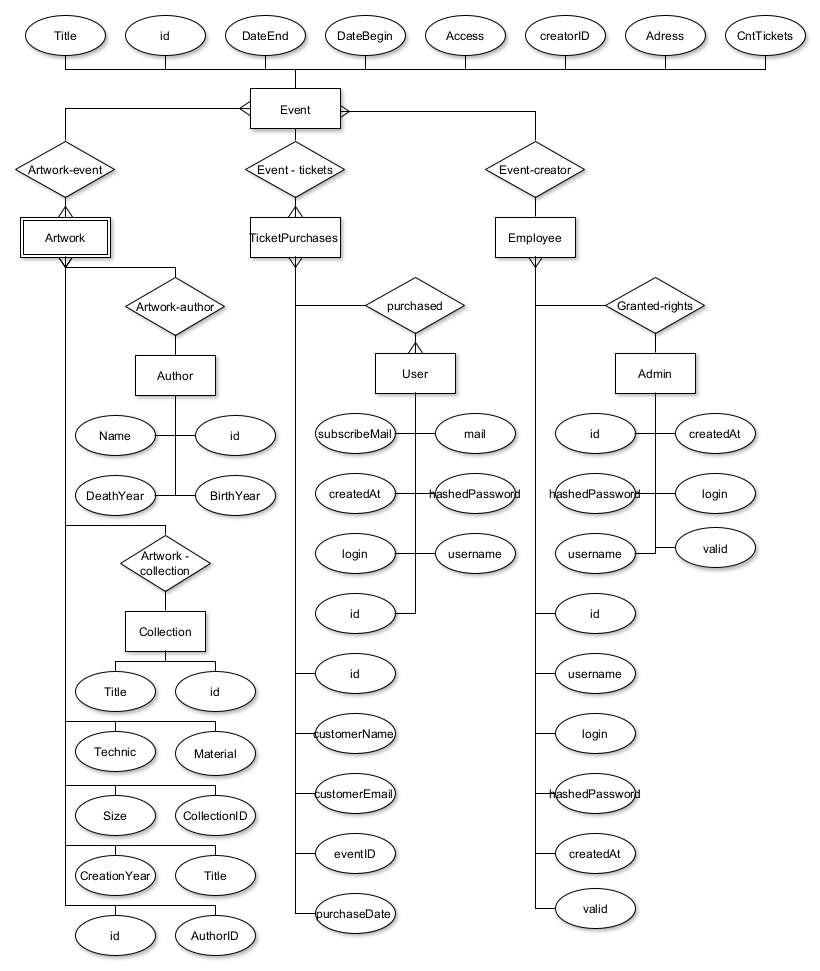 Title id DateEnd DateBegin Access creatorID Adress CntTickets
Event
Artwork-event Event - tickets Event-creator
Artwork TicketPurchases Employee
Artwork-author purchased Granted-rights
Author User Admin
Name id subscribeMail mail id createdAt
DeathYear BirthYear createdAt hashedPassword hashedPassword login
Artwork -
collection login username username valid
id id
Collection
Title id id username
Technic Material customerName login
Size CollectionID customerEmail hashedPassword
CreationYear Title eventID createdAt
id AuthorID purchaseDate valid